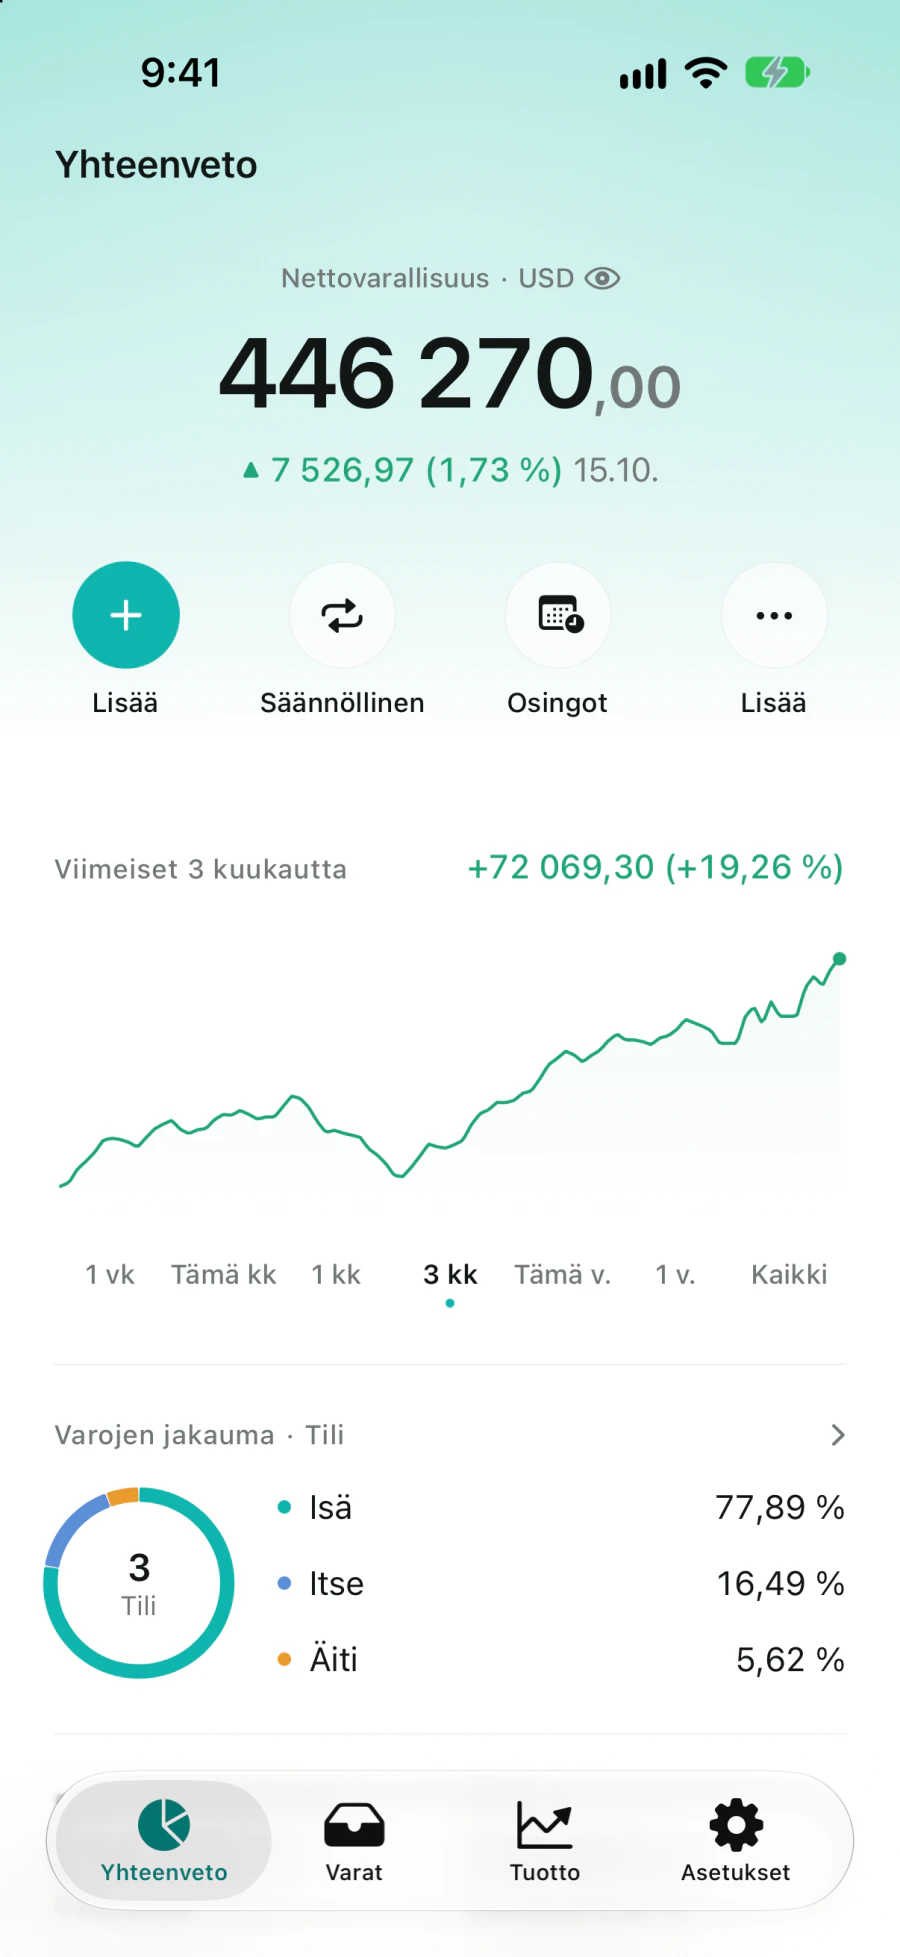 9:41
Yhteenveto
Nettovarallisuus · USD
446 270,00
▲ 7 526,97 (1,73 %) 15.10.
Lisää
Säännöllinen
Osingot
Lisää
Viimeiset 3 kuukautta
+72 069,30 (+19,26 %)
1 vk Tämä kk 1 kk 3 kk Tämä v. 1 v. Kaikki
Varojen jakauma · Tili
3
Tili
Isä 77,89 %
Itse 16,49 %
Äiti 5,62 %
Yhteenveto
Varat
Tuotto
Asetukset